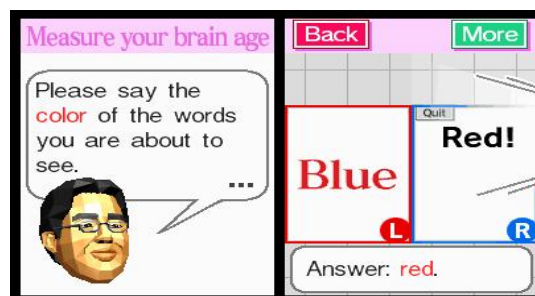 Measure your brain age
Please say the
color of the words
you are about to
see.
...
Back
More
Blue
L
Quit
Red!
R
Answer: red.